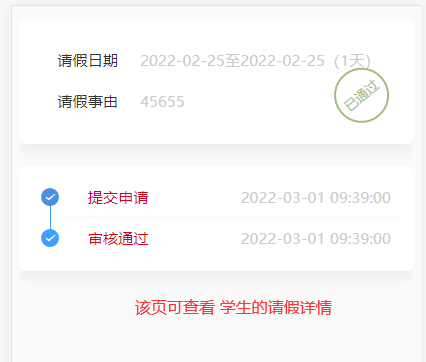 请假日期 2022-02-25至2022-02-25（1天）
请假事由 45655
已通过
提交申请 2022-03-01 09:39:00
审核通过 2022-03-01 09:39:00
该页可查看 学生的请假详情